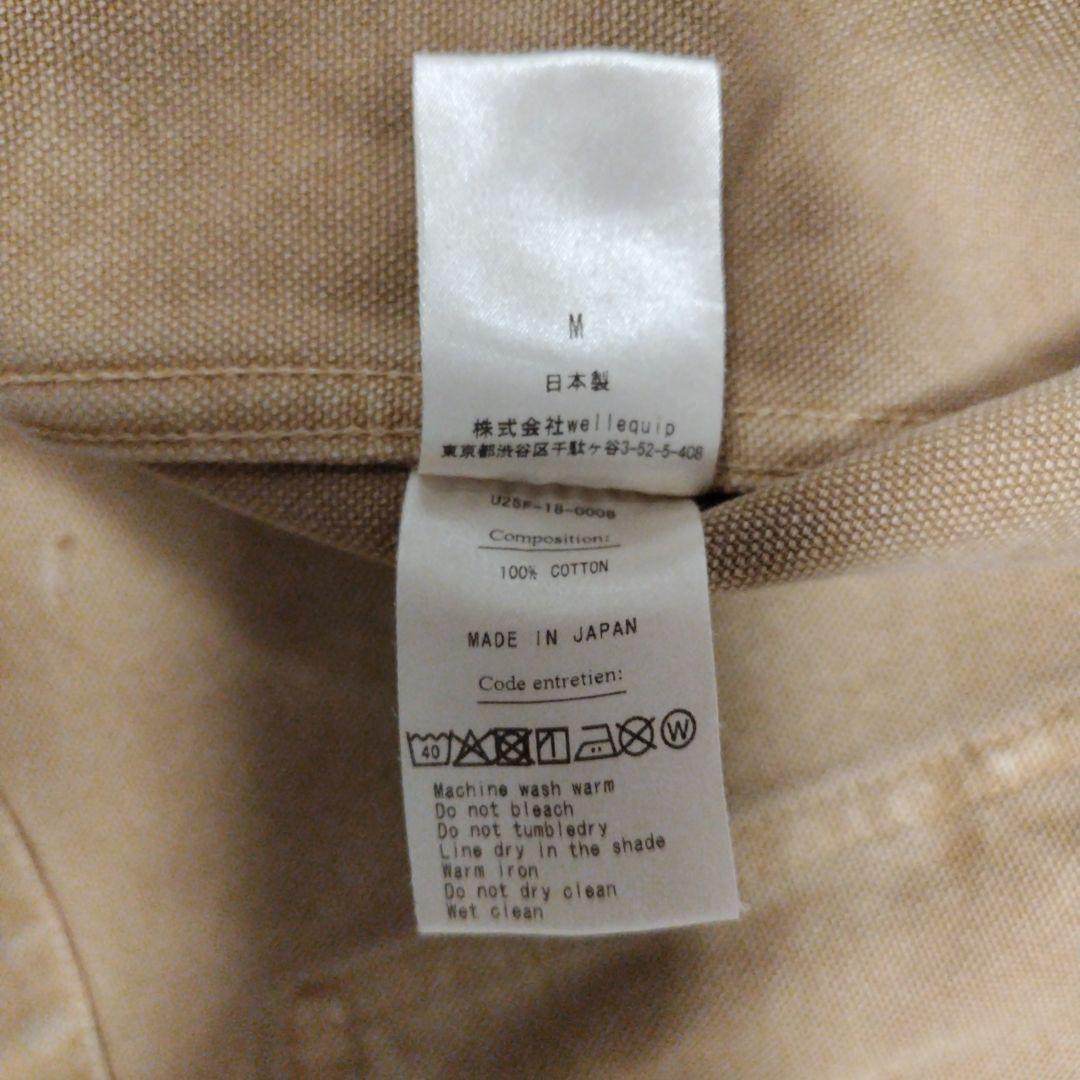 M
日本製
株式会社wellequip
東京都渋谷区千駄ヶ谷3-52-5-408
U25F-18-0008
Composition:
100% COTTON
MADE IN JAPAN
Code entretien:
40
W
Machine wash warm
Do not bleach
Do not tumbledry
Line dry in the shade
Warm iron
Do not dry clean
Wet clean